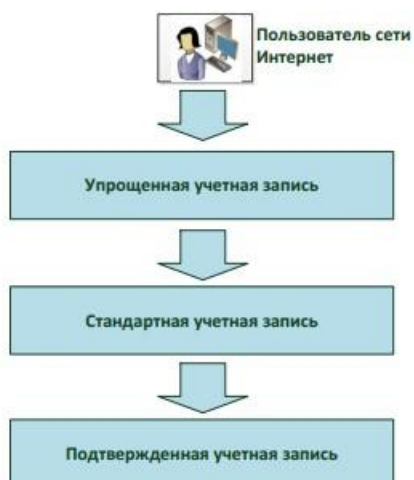 Пользователь сети
Интернет
Упрощенная учетная запись
Стандартная учетная запись
Подтвержденная учетная запись